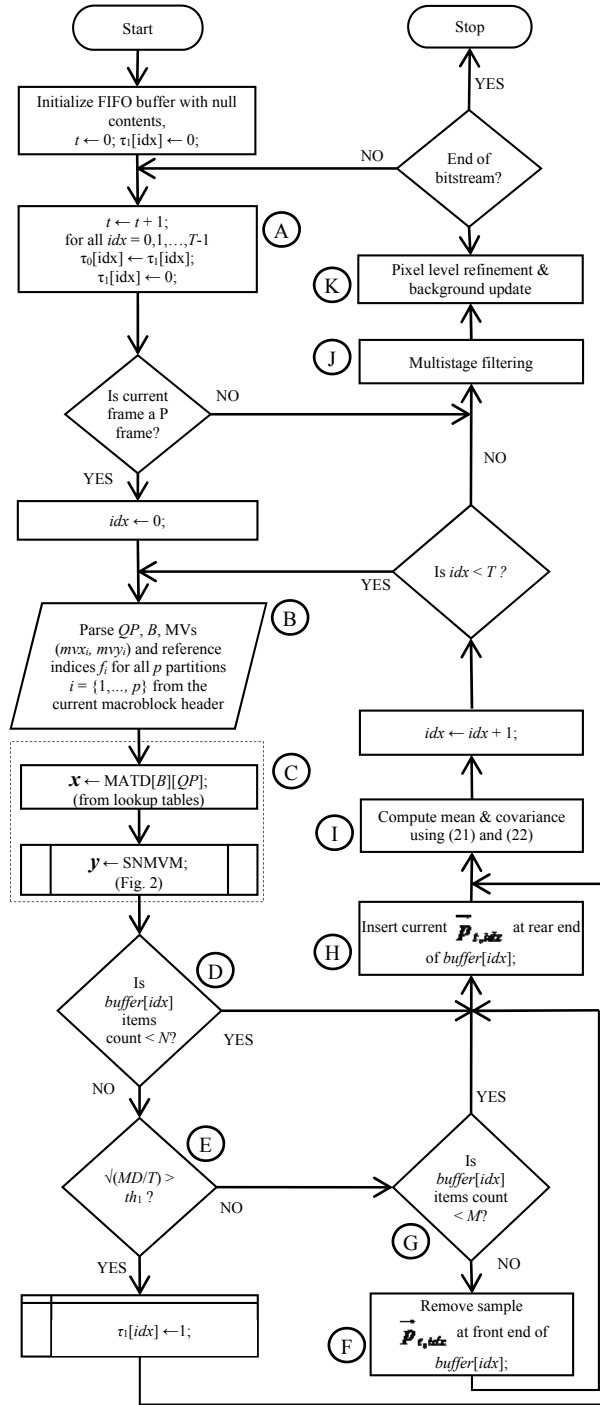 Start
Stop
YES
Initialize FIFO buffer with null
contents,
t ← 0; τ₁[idx] ← 0;
NO
End of
bitstream?
A
t ← t + 1;
for all idx = 0,1,…,T-1
τ₀[idx] ← τ₁[idx];
τ₁[idx] ← 0;
K
Pixel level refinement &
background update
J
Multistage filtering
Is current
frame a P
frame?
NO
YES
NO
idx ← 0;
Is idx < T ?
YES
B
Parse QP, B, MVs
(mvxᵢ, mvyᵢ) and reference
indices fᵢ for all p partitions
i = {1,..., p} from the
current macroblock header
idx ← idx + 1;
C
x ← MATD[B][QP];
(from lookup tables)
I
Compute mean & covariance
using (21) and (22)
y ← SNMVM;
(Fig. 2)
H
Insert current p⃗ t,idx at rear end
of buffer[idx];
D
Is
buffer[idx]
items
count < N?
YES
NO
YES
E
√(MD/T) >
th₁ ?
NO
Is
buffer[idx]
items count
< M?
G
YES
NO
τ₁[idx] ←1;
F
Remove sample
p⃗ t,idx at front end of
buffer[idx];